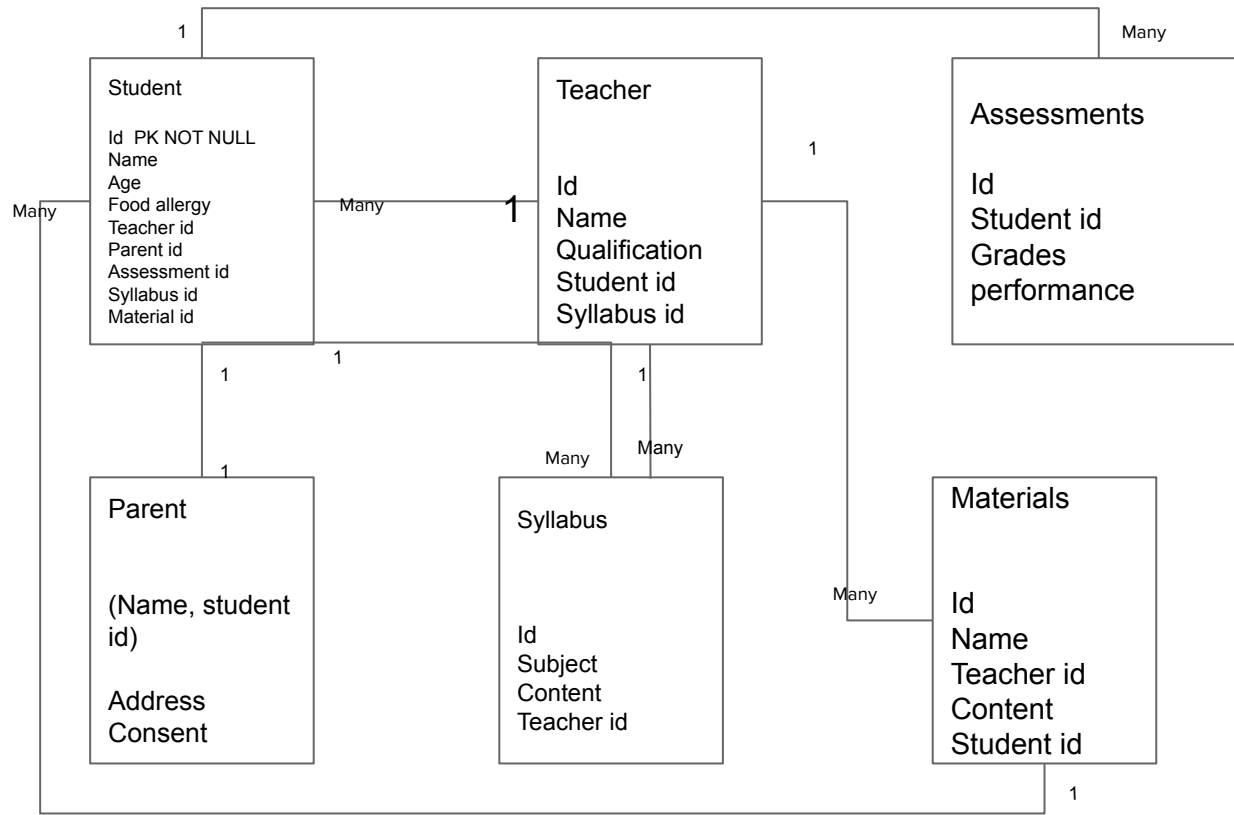 1
Many
Student
Id  PK NOT NULL
Name
Age
Food allergy
Teacher id
Parent id
Assessment id
Syllabus id
Material id
Teacher
Id
Name
Qualification
Student id
Syllabus id
Assessments
Id
Student id
Grades
performance
1
Many
Many
1
1
1
1
Many
Many
1
Parent
(Name, student
id)
Address
Consent
Syllabus
Id
Subject
Content
Teacher id
Many
Materials
Id
Name
Teacher id
Content
Student id
1